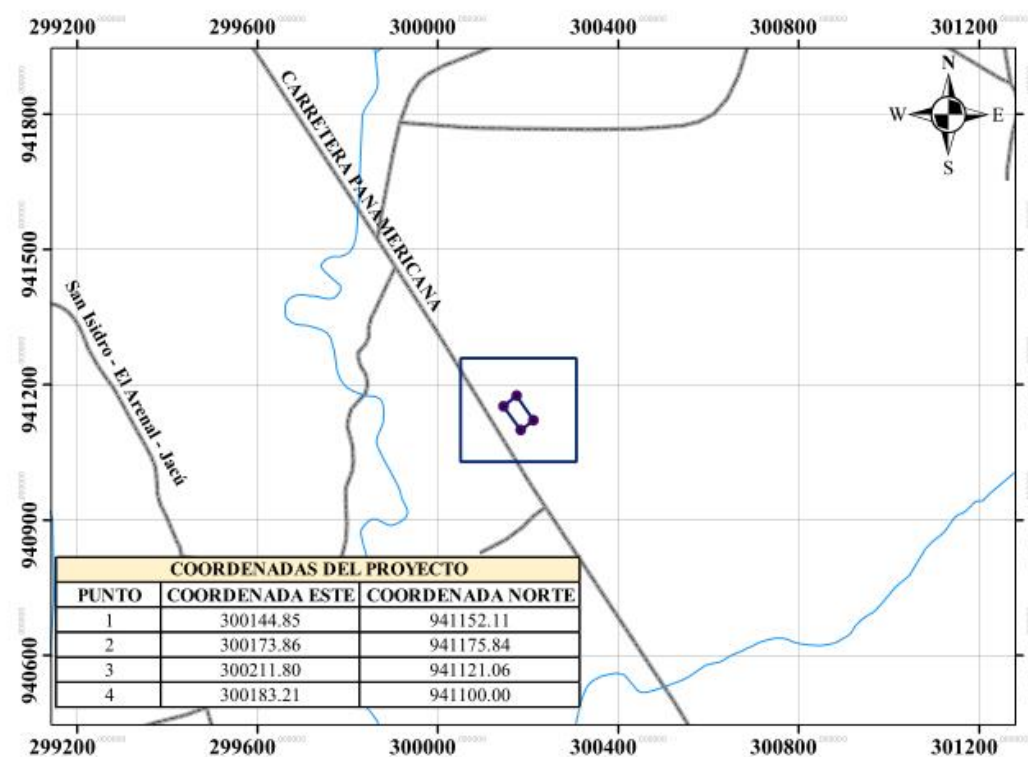 299200 299600 300000 300400 300800 301200
N
W E
S
941800
941500
941200
940900
940600
CARRETERA PANAMERICANA
San Isidro - El Arenal - Jacú
COORDENADAS DEL PROYECTO
PUNTO COORDENADA ESTE COORDENADA NORTE
1 300144.85 941152.11
2 300173.86 941175.84
3 300211.80 941121.06
4 300183.21 941100.00
299200 299600 300000 300400 300800 301200